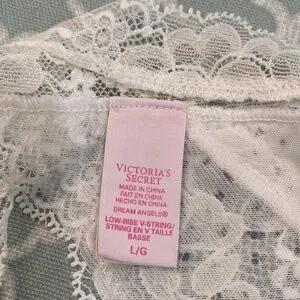 VICTORIA'S
SECRET
MADE IN CHINA
FAIT EN CHINE
HECHO EN CHINA
DREAM ANGELS®
LOW-RISE V-STRING/
STRING EN V TAILLE
BASSE
L/G